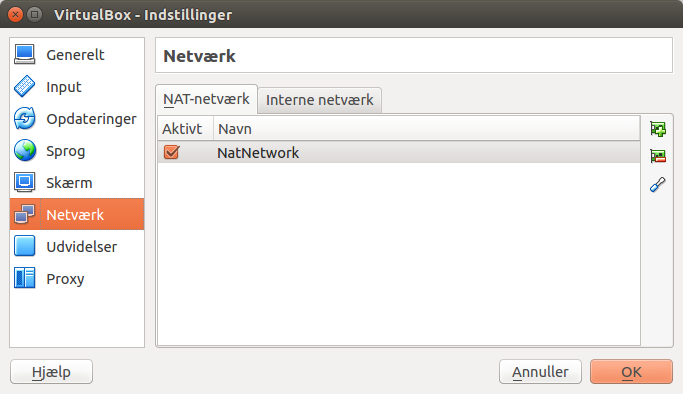 VirtualBox - Indstillinger
Generelt
Input
Opdateringer
Sprog
Skærm
Netværk
Udvidelser
Proxy
Netværk
NAT-netværk
Interne netværk
Aktivt Navn
NatNetwork
Hjælp
Annuller
OK